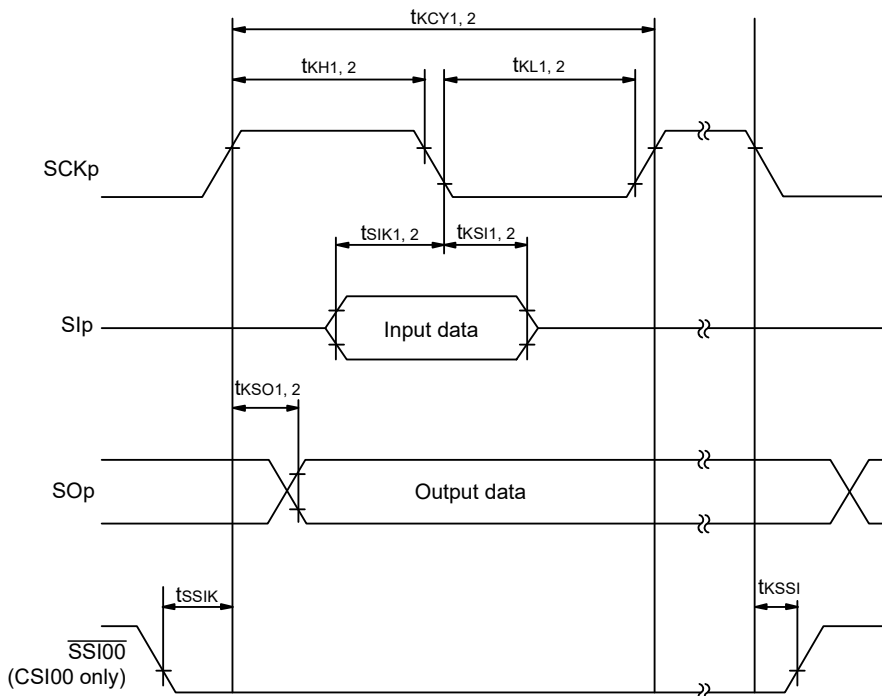 tKCY1, 2
tKH1, 2
tKL1, 2
SCKp
tSIK1, 2
tKSI1, 2
SIp
Input data
tKSO1, 2
SOp
Output data
tSSIK
tKSSI
SSI00
(CSI00 only)